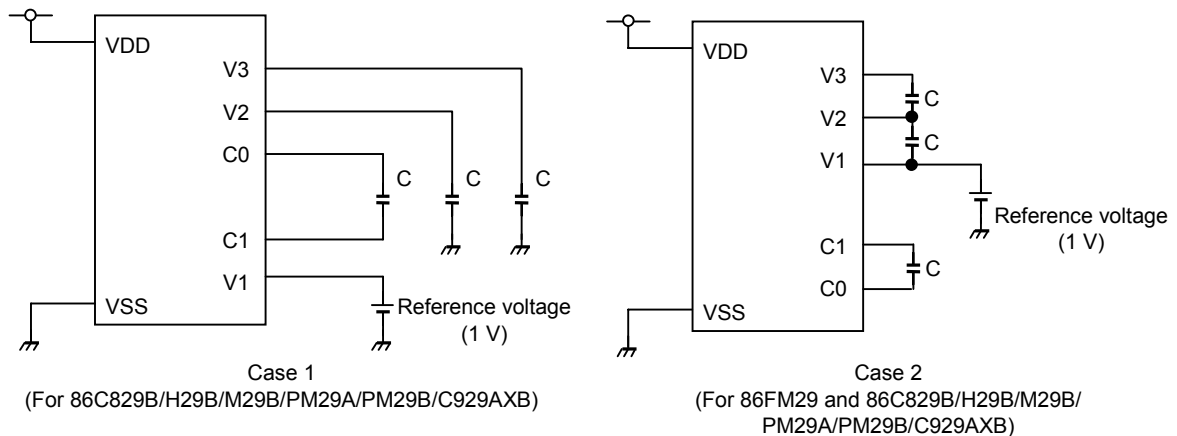 VDD
V3
V2
C0
C
C
C
C1
V1
VSS
Reference voltage
(1 V)
Case 1
(For 86C829B/H29B/M29B/PM29A/PM29B/C929AXB)
VDD
V3
C
V2
C
V1
Reference voltage
(1 V)
C1
C
C0
VSS
Case 2
(For 86FM29 and 86C829B/H29B/M29B/
PM29A/PM29B/C929AXB)